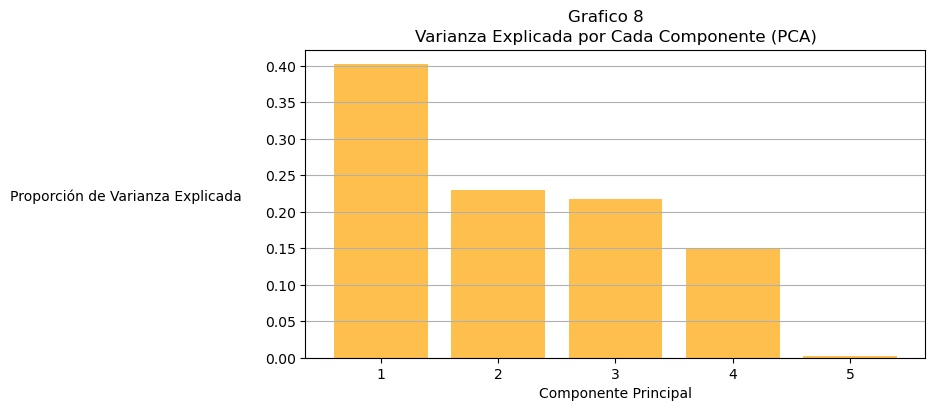 Grafico 8
Varianza Explicada por Cada Componente (PCA)
0.40
0.35
0.30
0.25
Proporción de Varianza Explicada
0.20
0.15
0.10
0.05
0.00
1 2 3 4 5
Componente Principal